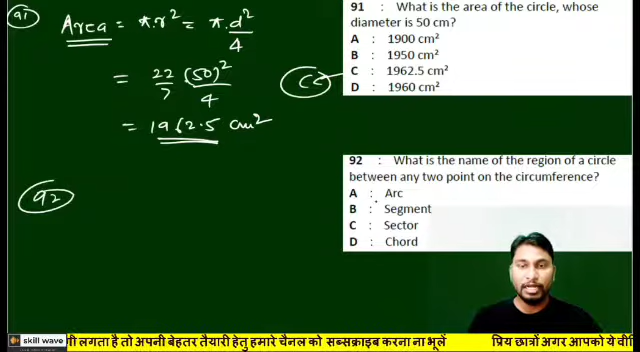 91
Area = π.r² = π.d²/4
= 22/7 (50)²/4
= 1962.5 cm²
CC
92
91 : What is the area of the circle, whose
diameter is 50 cm?
A : 1900 cm²
B : 1950 cm²
C : 1962.5 cm²
D : 1960 cm²
92 : What is the name of the region of a circle
between any two point on the circumference?
A : Arc
B : Segment
C : Sector
D : Chord
skill wave
गी लगता है तो अपनी बेहतर तैयारी हेतु हमारे चैनल को सब्सक्राइब करना ना भूलें प्रिय छात्रों अगर आपको ये वी